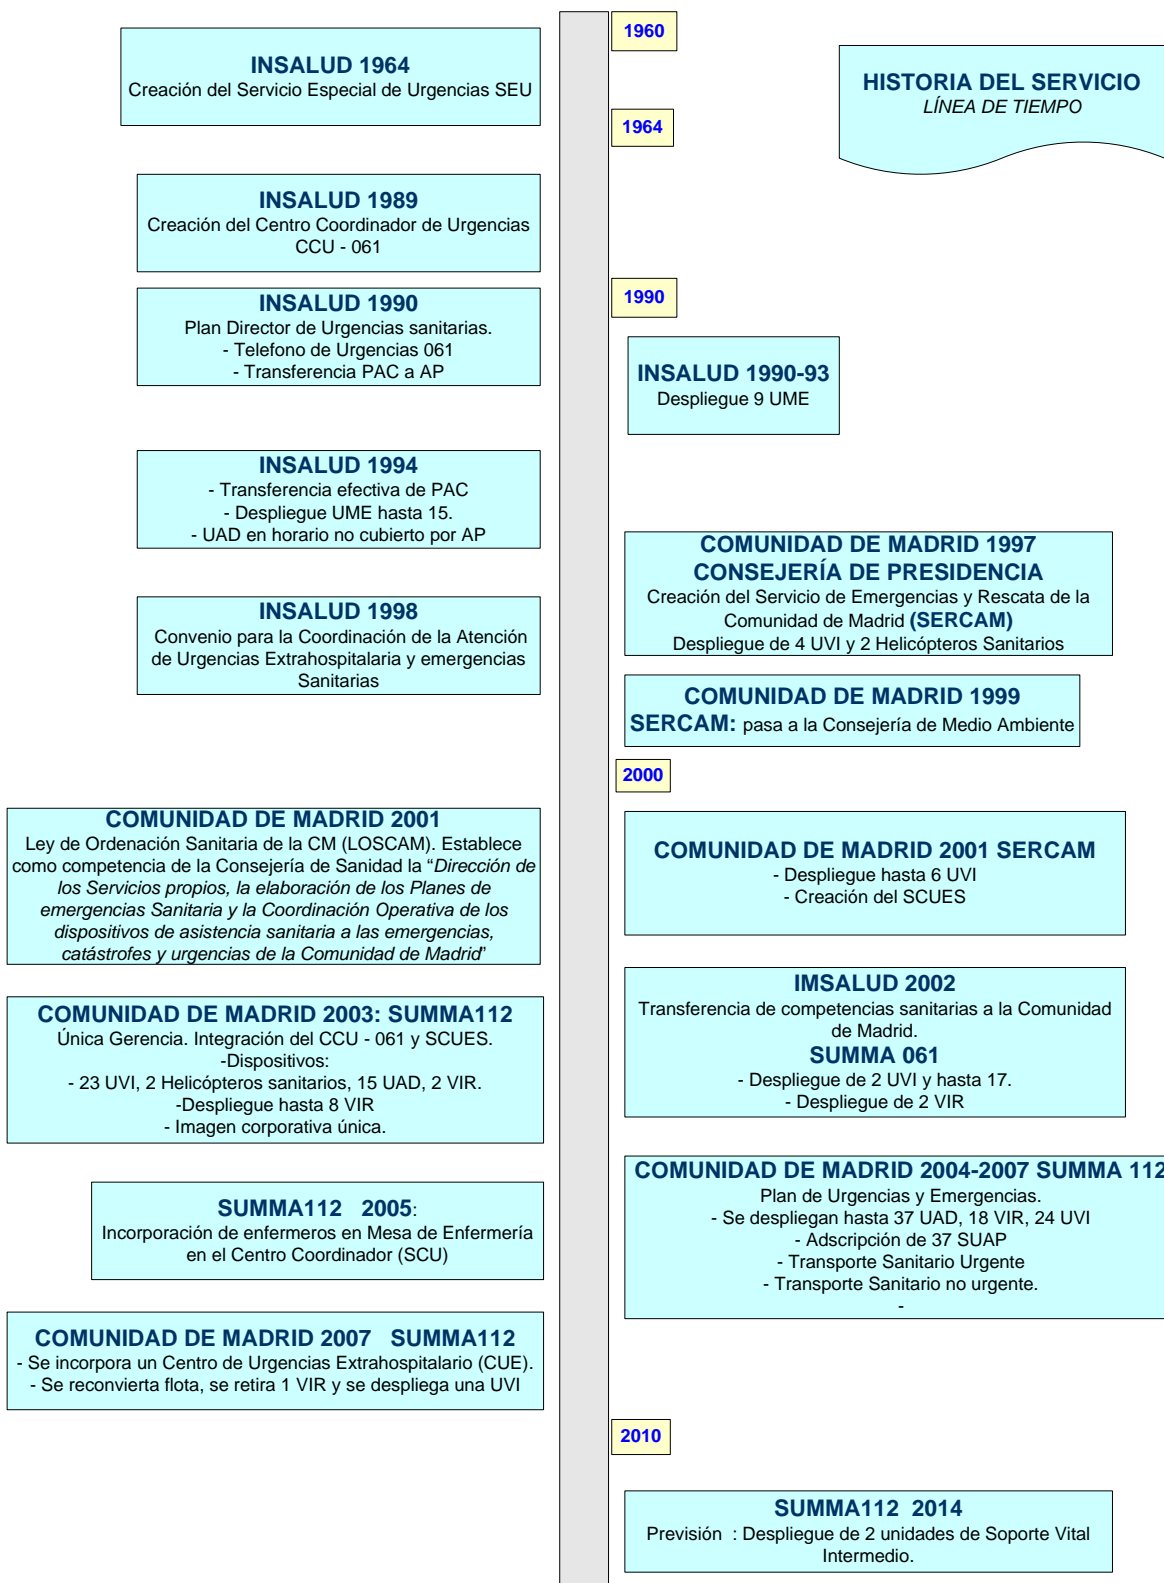 1960
INSALUD 1964
Creación del Servicio Especial de Urgencias SEU
HISTORIA DEL SERVICIO
LÍNEA DE TIEMPO
1964
INSALUD 1989
Creación del Centro Coordinador de Urgencias
CCU - 061
1990
INSALUD 1990
Plan Director de Urgencias sanitarias.
- Telefono de Urgencias 061
- Transferencia PAC a AP
INSALUD 1990-93
Despliegue 9 UME
INSALUD 1994
- Transferencia efectiva de PAC
- Despliegue UME hasta 15.
- UAD en horario no cubierto por AP
COMUNIDAD DE MADRID 1997
CONSEJERÍA DE PRESIDENCIA
Creación del Servicio de Emergencias y Rescata de la
Comunidad de Madrid (SERCAM)
Despliegue de 4 UVI y 2 Helicópteros Sanitarios
INSALUD 1998
Convenio para la Coordinación de la Atención
de Urgencias Extrahospitalaria y emergencias
Sanitarias
COMUNIDAD DE MADRID 1999
SERCAM: pasa a la Consejería de Medio Ambiente
2000
COMUNIDAD DE MADRID 2001
Ley de Ordenación Sanitaria de la CM (LOSCAM). Establece
como competencia de la Consejería de Sanidad la “Dirección de
los Servicios propios, la elaboración de los Planes de
emergencias Sanitaria y la Coordinación Operativa de los
dispositivos de asistencia sanitaria a las emergencias,
catástrofes y urgencias de la Comunidad de Madrid”
COMUNIDAD DE MADRID 2001 SERCAM
- Despliegue hasta 6 UVI
- Creación del SCUES
IMSALUD 2002
Transferencia de competencias sanitarias a la Comunidad
de Madrid.
SUMMA 061
- Despliegue de 2 UVI y hasta 17.
- Despliegue de 2 VIR
COMUNIDAD DE MADRID 2003: SUMMA112
Única Gerencia. Integración del CCU - 061 y SCUES.
-Dispositivos:
- 23 UVI, 2 Helicópteros sanitarios, 15 UAD, 2 VIR.
-Despliegue hasta 8 VIR
- Imagen corporativa única.
COMUNIDAD DE MADRID 2004-2007 SUMMA 112
Plan de Urgencias y Emergencias.
- Se despliegan hasta 37 UAD, 18 VIR, 24 UVI
- Adscripción de 37 SUAP
- Transporte Sanitario Urgente
- Transporte Sanitario no urgente.
-
SUMMA112 2005:
Incorporación de enfermeros en Mesa de Enfermería
en el Centro Coordinador (SCU)
COMUNIDAD DE MADRID 2007 SUMMA112
- Se incorpora un Centro de Urgencias Extrahospitalario (CUE).
- Se reconvierta flota, se retira 1 VIR y se despliega una UVI
2010
SUMMA112 2014
Previsión : Despliegue de 2 unidades de Soporte Vital
Intermedio.